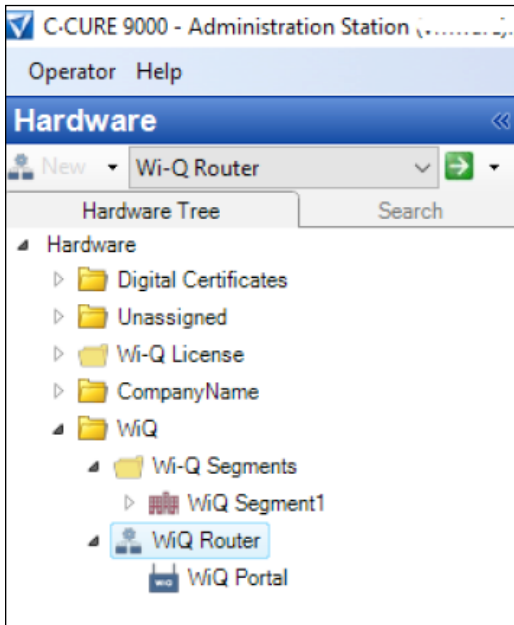 C•CURE 9000 - Administration Station
Operator Help
Hardware «
New Wi-Q Router
Hardware Tree Search
Hardware
Digital Certificates
Unassigned
Wi-Q License
CompanyName
WiQ
Wi-Q Segments
WiQ Segment1
WiQ Router
WiQ Portal